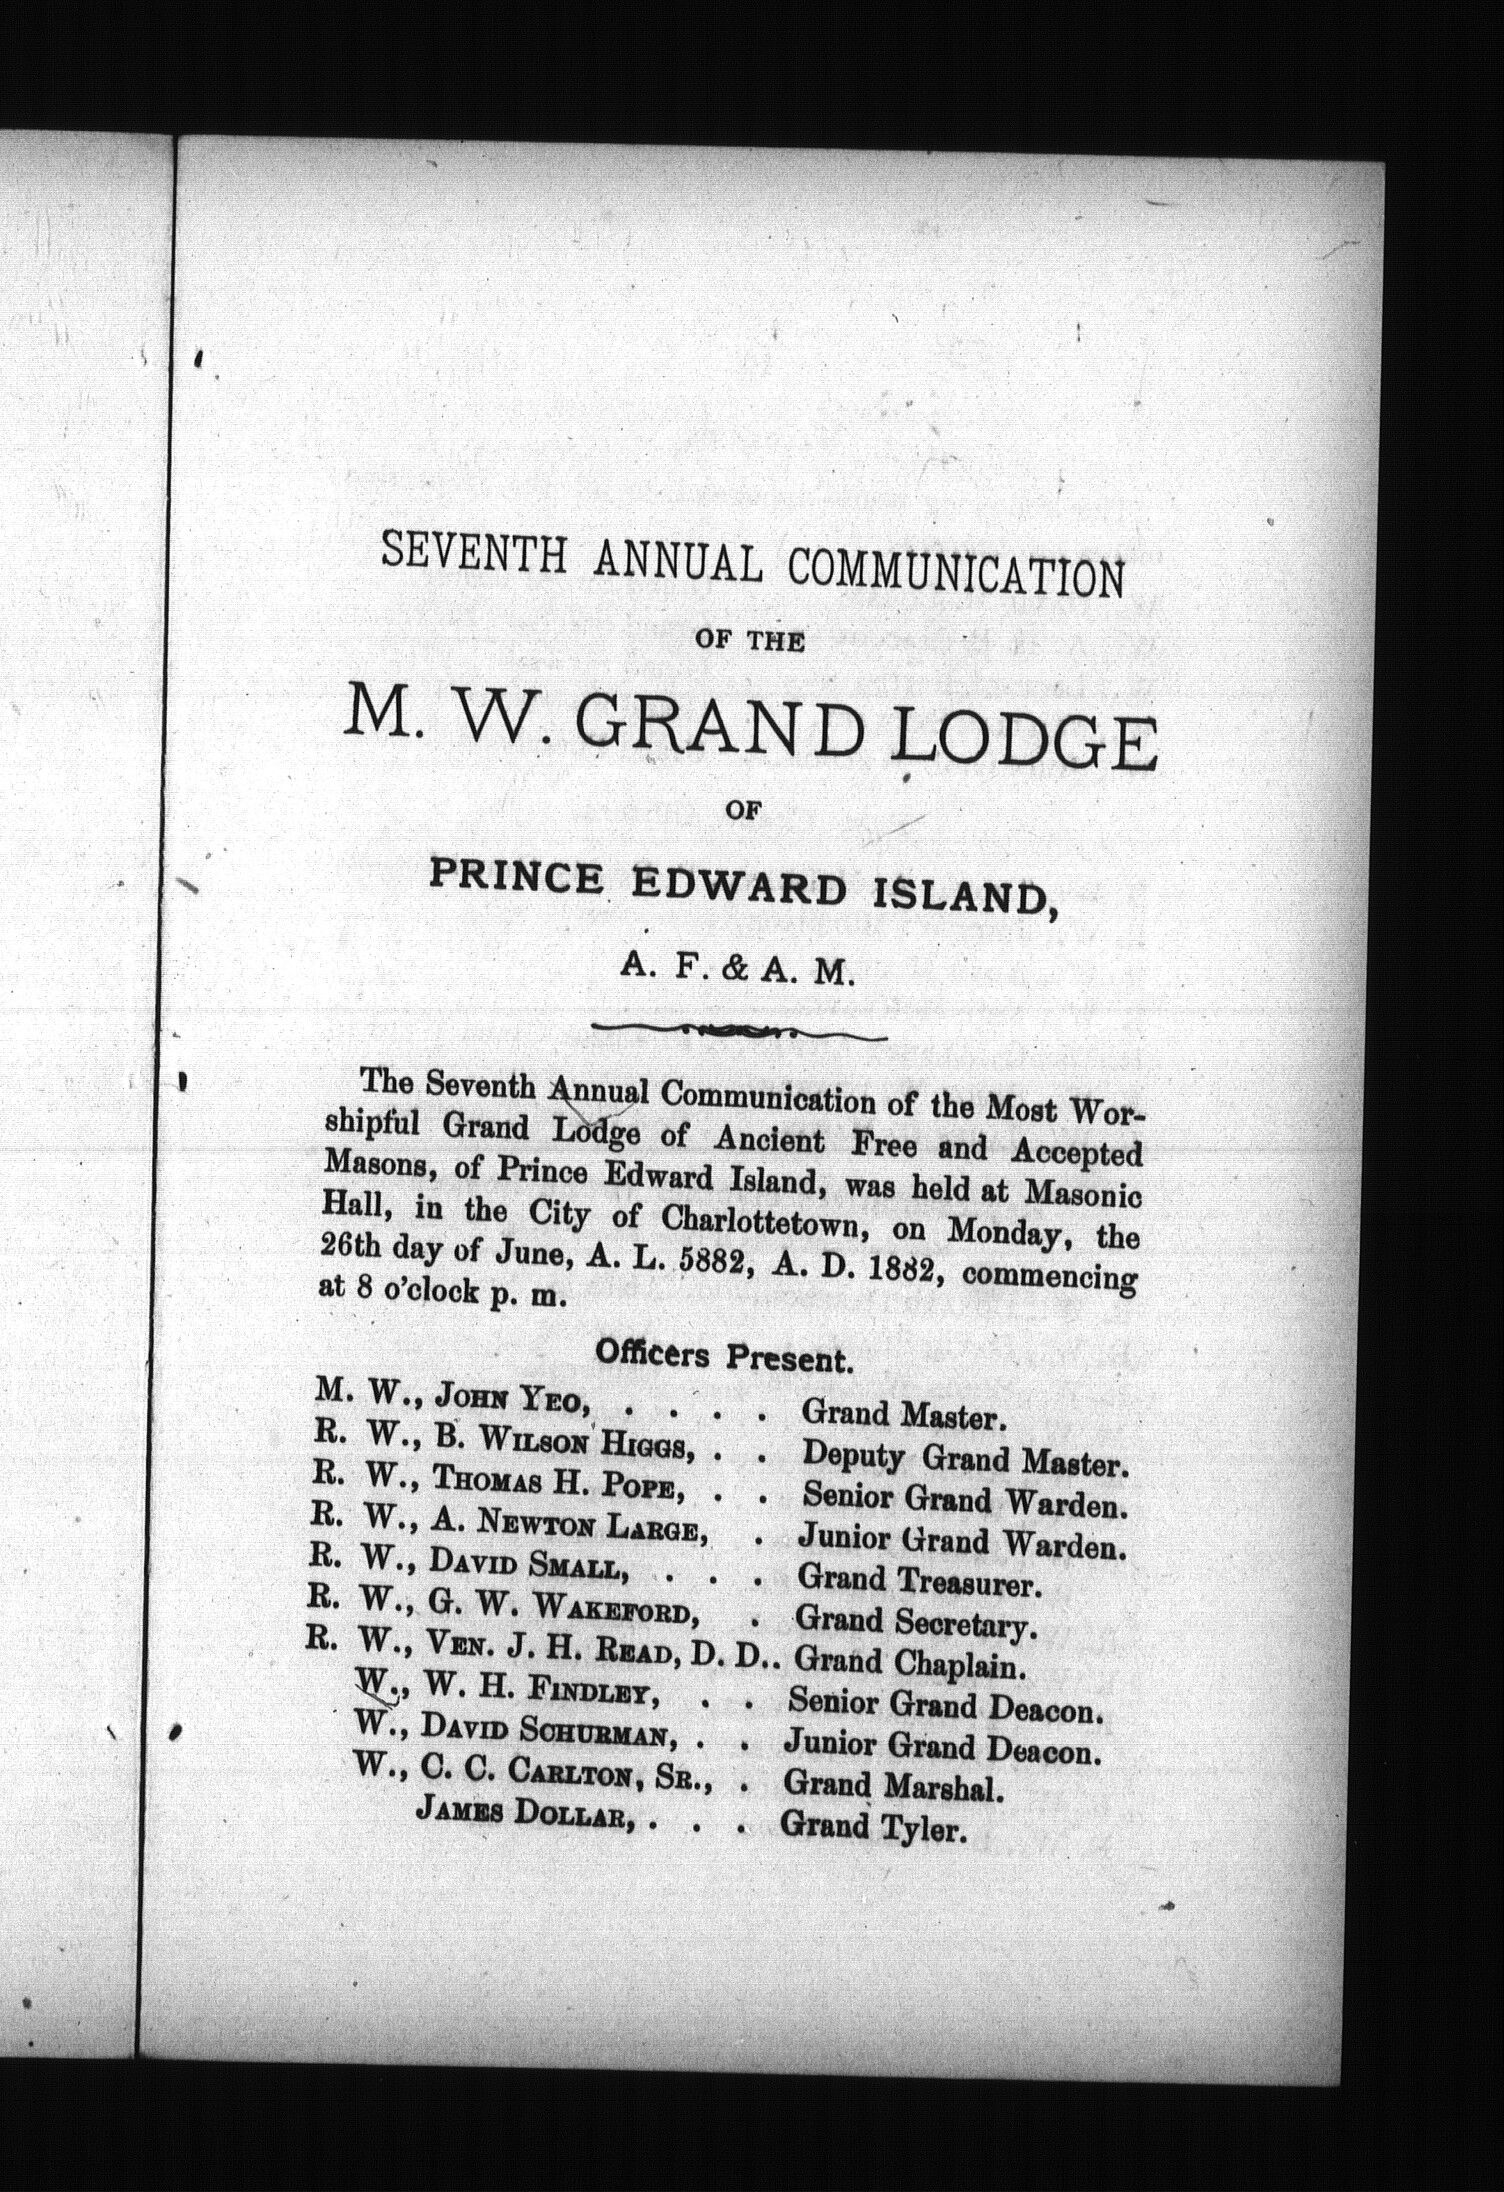 SEVENTH ANNUAL COMMUNICATION
OF THE
M. W. GRAND LODGE
OF
PRINCE EDWARD ISLAND,
A. F. & A. M.
The Seventh Annual Communication of the Most Wor-
shipful Grand Lodge of Ancient Free and Accepted
Masons, of Prince Edward Island, was held at Masonic
Hall, in the City of Charlottetown, on Monday, the
26th day of June, A. L. 5882, A. D. 1882, commencing
at 8 o'clock p. m.
Officers Present.
M. W., JOHN YEO, . . . . Grand Master.
R. W., B. WILSON HIGGS, . . Deputy Grand Master.
R. W., THOMAS H. POPE, . . Senior Grand Warden.
R. W., A. NEWTON LARGE, . Junior Grand Warden.
R. W., DAVID SMALL, . . . Grand Treasurer.
R. W., G. W. WAKEFORD, . Grand Secretary.
R. W., VEN. J. H. READ, D. D.. Grand Chaplain.
W., W. H. FINDLEY, . . Senior Grand Deacon.
W., DAVID SCHURMAN, . . Junior Grand Deacon.
W., C. C. CARLTON, SR., . Grand Marshal.
JAMES DOLLAR, . . . Grand Tyler.